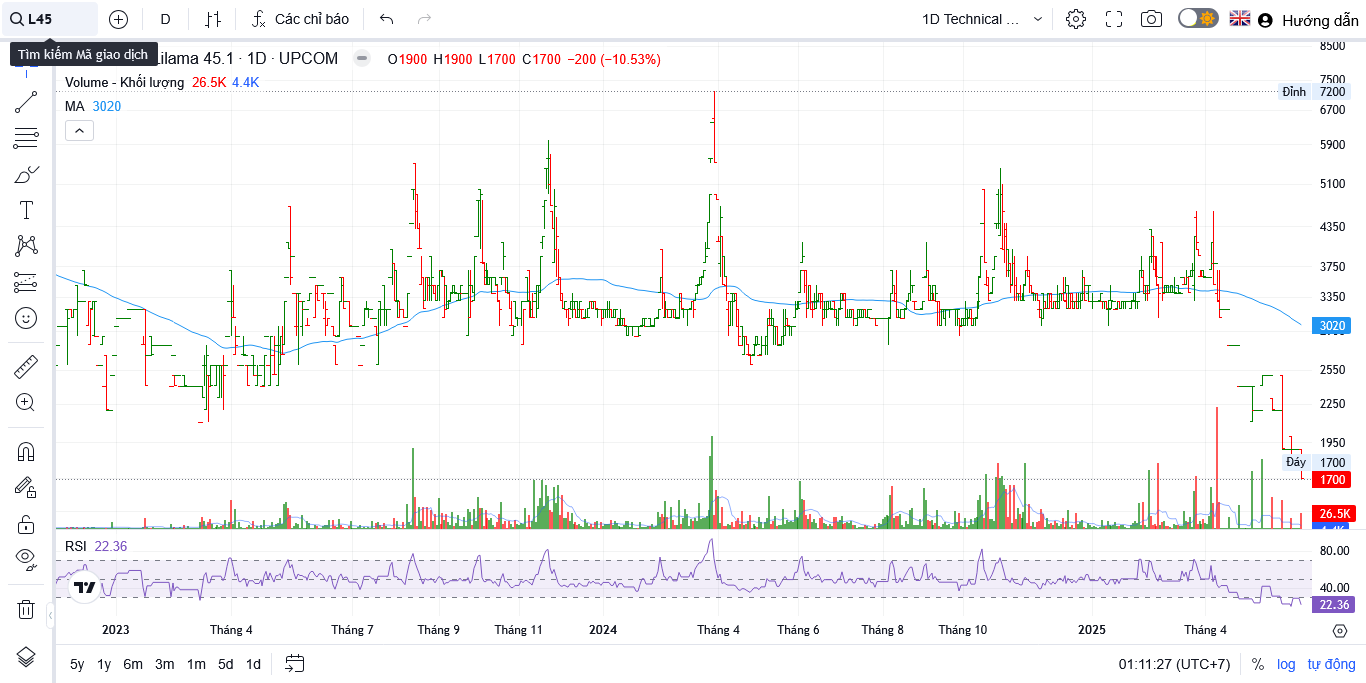 L45
D
Các chỉ báo
1D Technical ...
Hướng dẫn
Tìm kiếm Mã giao dịch
Lilama 45.1 · 1D · UPCOM
O1900 H1900 L1700 C1700 −200 (−10.53%)
Volume - Khối lượng 26.5K 4.4K
MA 3020
8500
7500
Đỉnh 7200
6700
5900
5100
4350
3750
3350
3020
2550
2250
1950
Đáy 1700
1700
26.5K
RSI 22.36
80.00
40.00
22.36
2023 Tháng 4 Tháng 7 Tháng 9 Tháng 11 2024 Tháng 4 Tháng 6 Tháng 8 Tháng 10 2025 Tháng 4
5y 1y 6m 3m 1m 5d 1d
01:11:27 (UTC+7) % log tự động